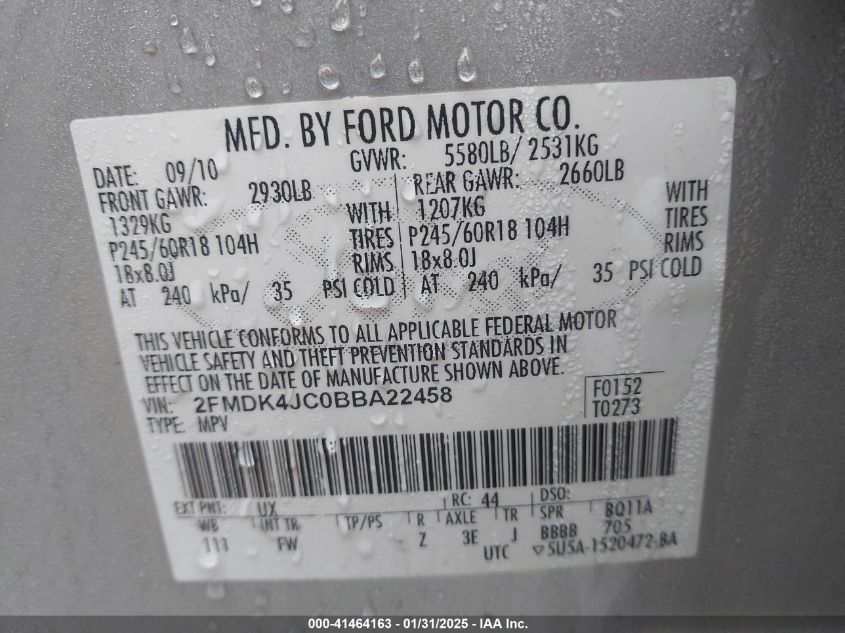 MFD. BY FORD MOTOR CO.
DATE: 09/10 GVWR: 5580LB/ 2531KG
FRONT GAWR: 2930LB REAR GAWR: 2660LB
1329KG WITH 1207KG WITH
P245/60R18 104H TIRES P245/60R18 104H TIRES
18x8.0J RIMS 18x8.0J RIMS
AT 240 kPa/ 35 PSI COLD AT 240 kPa/ 35 PSI COLD
THIS VEHICLE CONFORMS TO ALL APPLICABLE FEDERAL MOTOR
VEHICLE SAFETY AND THEFT PREVENTION STANDARDS IN
EFFECT ON THE DATE OF MANUFACTURE SHOWN ABOVE.
VIN: 2FMDK4JC0BBA22458 F0152
TYPE: MPV T0273
EXT PNT: UX RC: 44 DSO:
WB INT TR TP/PS R AXLE TR SPR BQ11A
111 FW Z 3E J BBBB 705
UTC ▽5U5A-1520472-BA
000-41464163 - 01/31/2025 - IAA Inc.